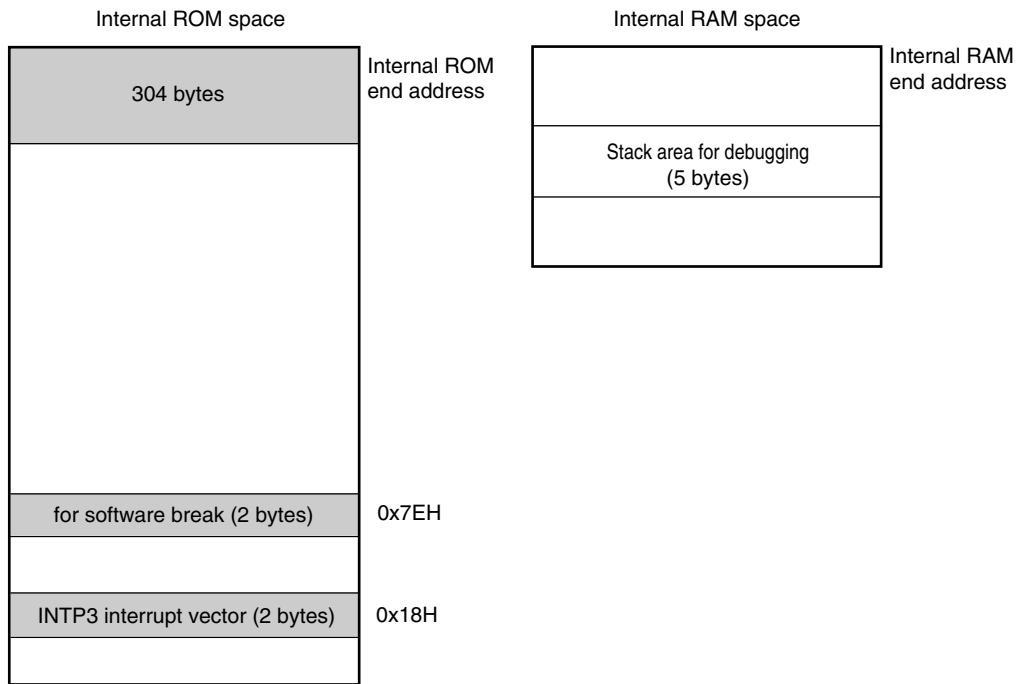 Internal ROM space
304 bytes
Internal ROM
end address
for software break (2 bytes)
0x7EH
INTP3 interrupt vector (2 bytes)
0x18H
Internal RAM space
Internal RAM
end address
Stack area for debugging
(5 bytes)